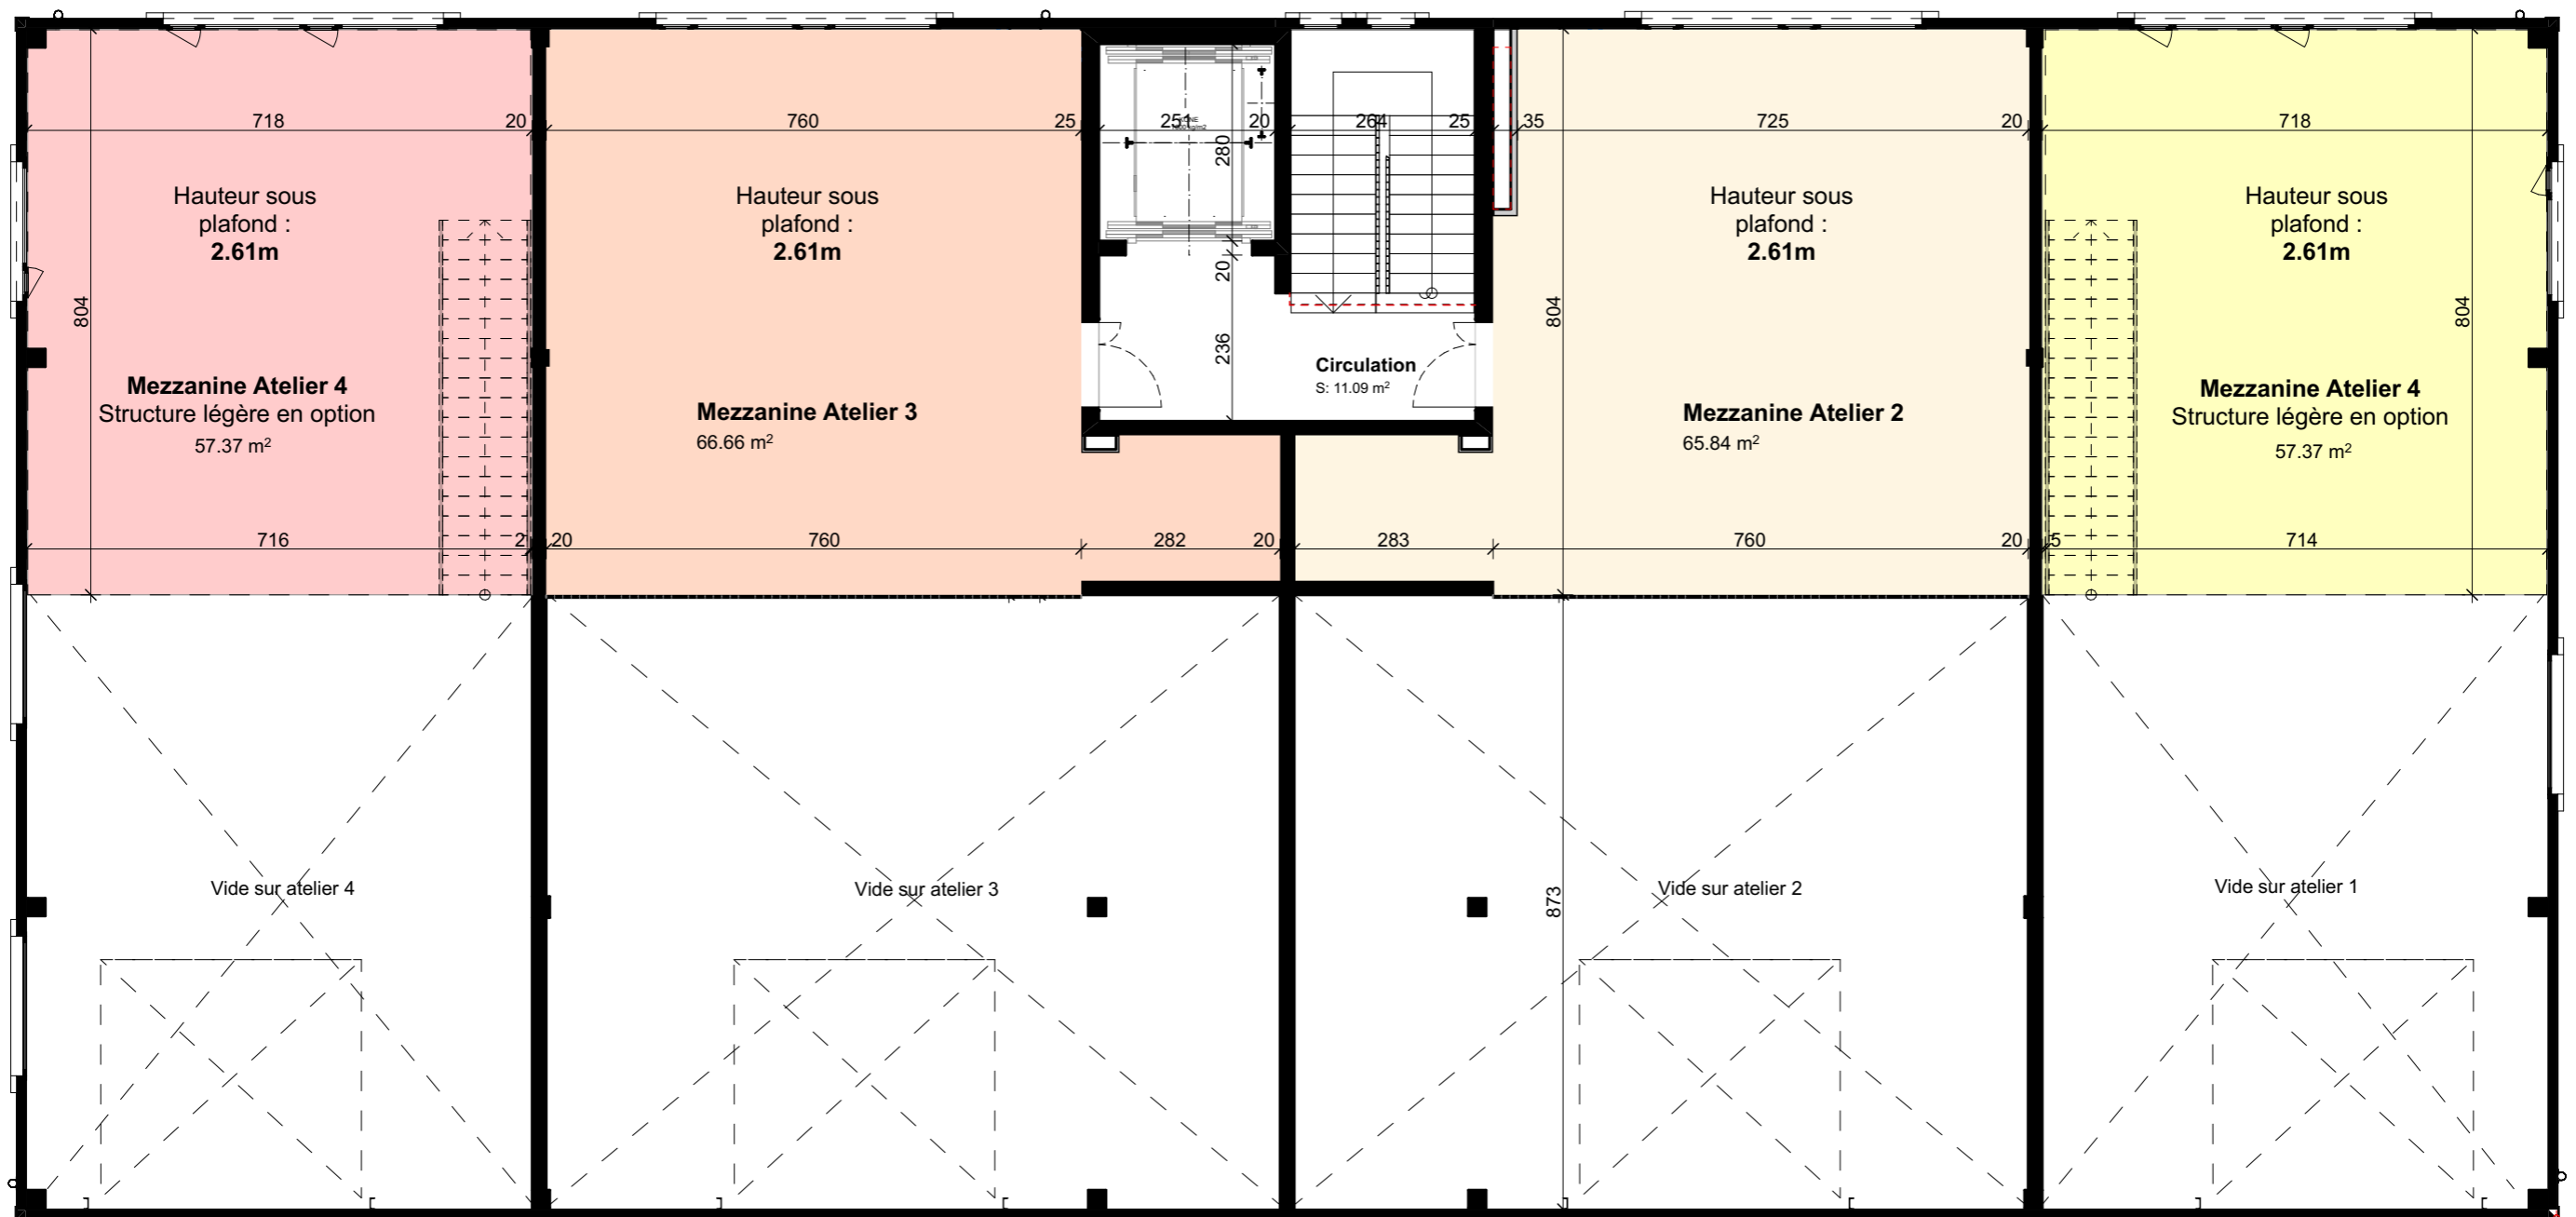 718
20
760
25
251
20
264
25
35
725
20
718
280
Hauteur sous
plafond :
2.61m
Hauteur sous
plafond :
2.61m
Hauteur sous
plafond :
2.61m
Hauteur sous
plafond :
2.61m
804
20
236
804
804
Circulation
S: 11.09 m²
Mezzanine Atelier 4
Structure légère en option
57.37 m²
Mezzanine Atelier 3
66.66 m²
Mezzanine Atelier 2
65.84 m²
Mezzanine Atelier 4
Structure légère en option
57.37 m²
716
2
20
760
282
20
283
760
20
5
714
Vide sur atelier 4
Vide sur atelier 3
873
Vide sur atelier 2
Vide sur atelier 1